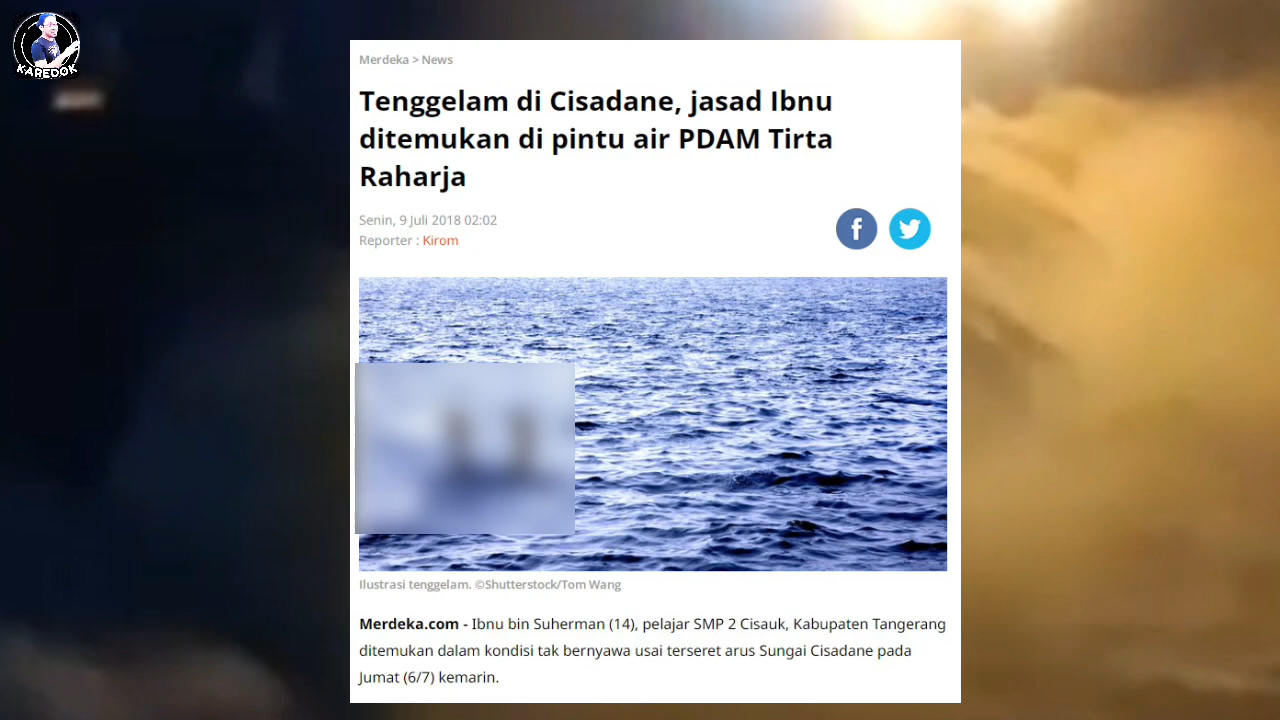 KAREDOK
Merdeka > News
Tenggelam di Cisadane, jasad Ibnu
ditemukan di pintu air PDAM Tirta
Raharja
Senin, 9 Juli 2018 02:02
Reporter : Kirom
Ilustrasi tenggelam. ©Shutterstock/Tom Wang
Merdeka.com - Ibnu bin Suherman (14), pelajar SMP 2 Cisauk, Kabupaten Tangerang
ditemukan dalam kondisi tak bernyawa usai terseret arus Sungai Cisadane pada
Jumat (6/7) kemarin.